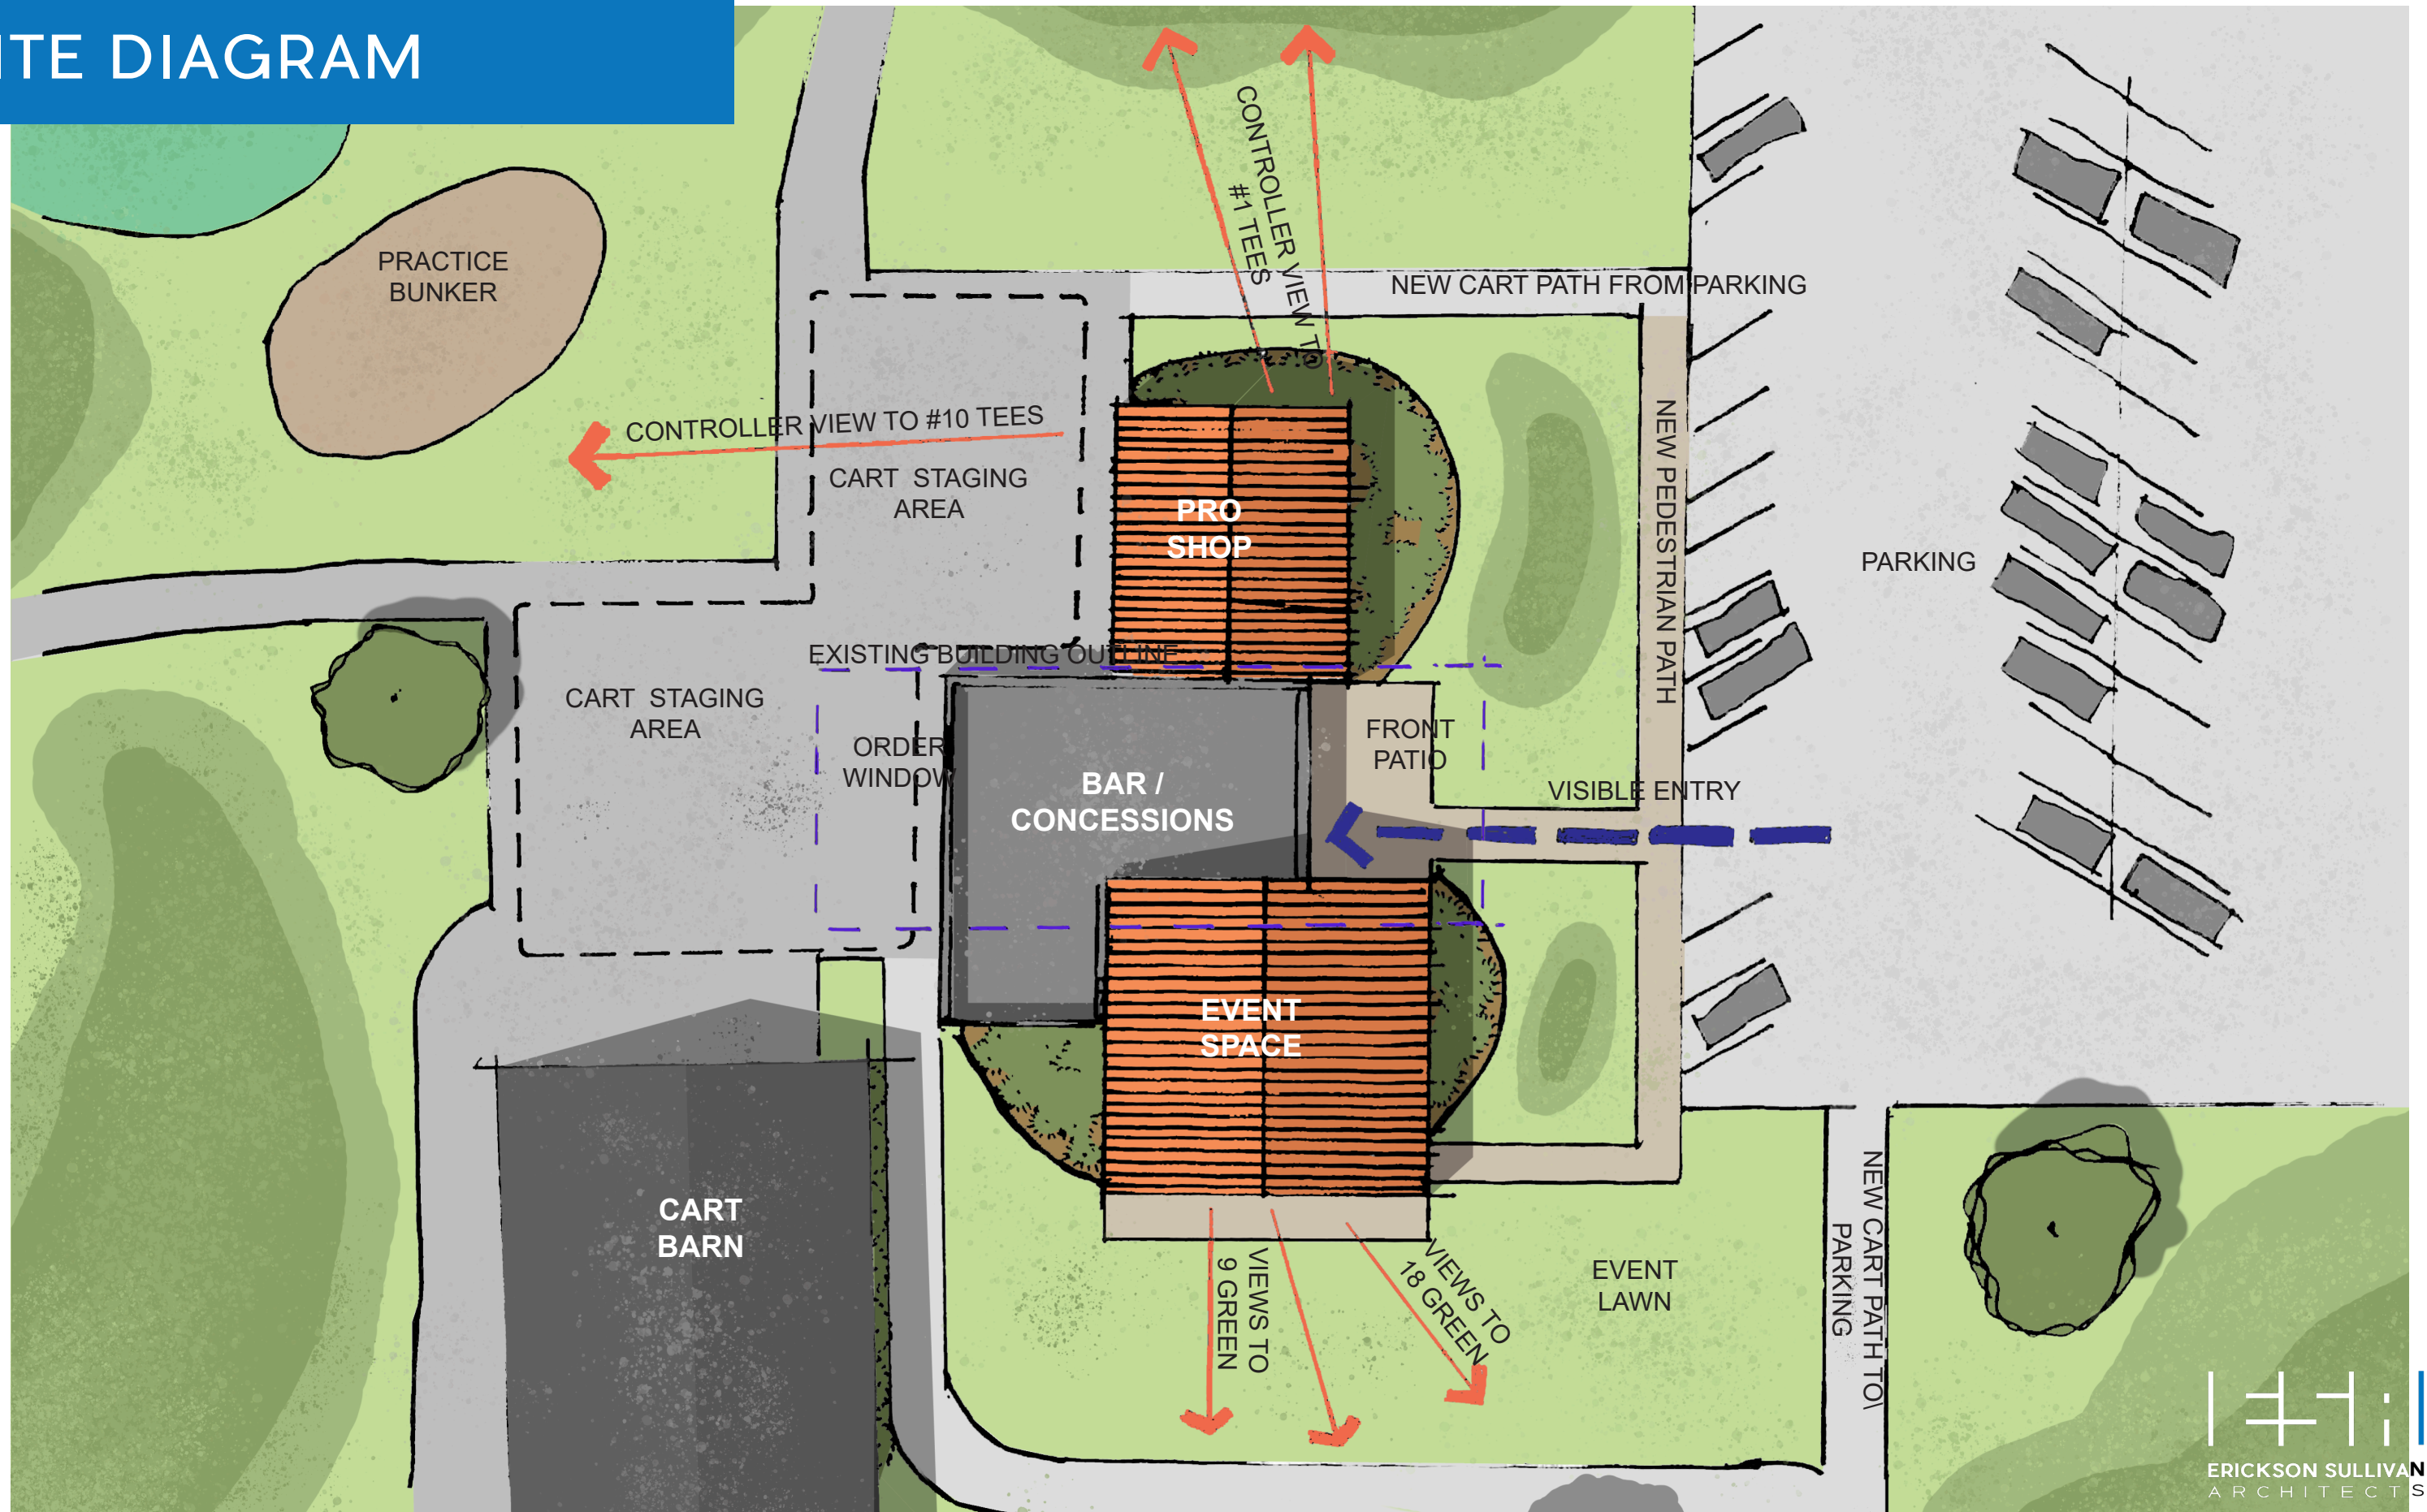 ITE DIAGRAM
CONTROLLER VIEW TO
#1 TEES
PRACTICE
BUNKER
NEW CART PATH FROM PARKING
CONTROLLER VIEW TO #10 TEES
CART STAGING
AREA
PRO
SHOP
NEW PEDESTRIAN PATH
PARKING
EXISTING BUILDING OUTLINE
CART STAGING
AREA
ORDER
WINDOW
BAR /
CONCESSIONS
FRONT
PATIO
VISIBLE ENTRY
EVENT
SPACE
CART
BARN
VIEWS TO
9 GREEN
VIEWS TO
18 GREEN
EVENT
LAWN
NEW CART PATH TO\
PARKING
ERICKSON SULLIVAN
ARCHITECTS